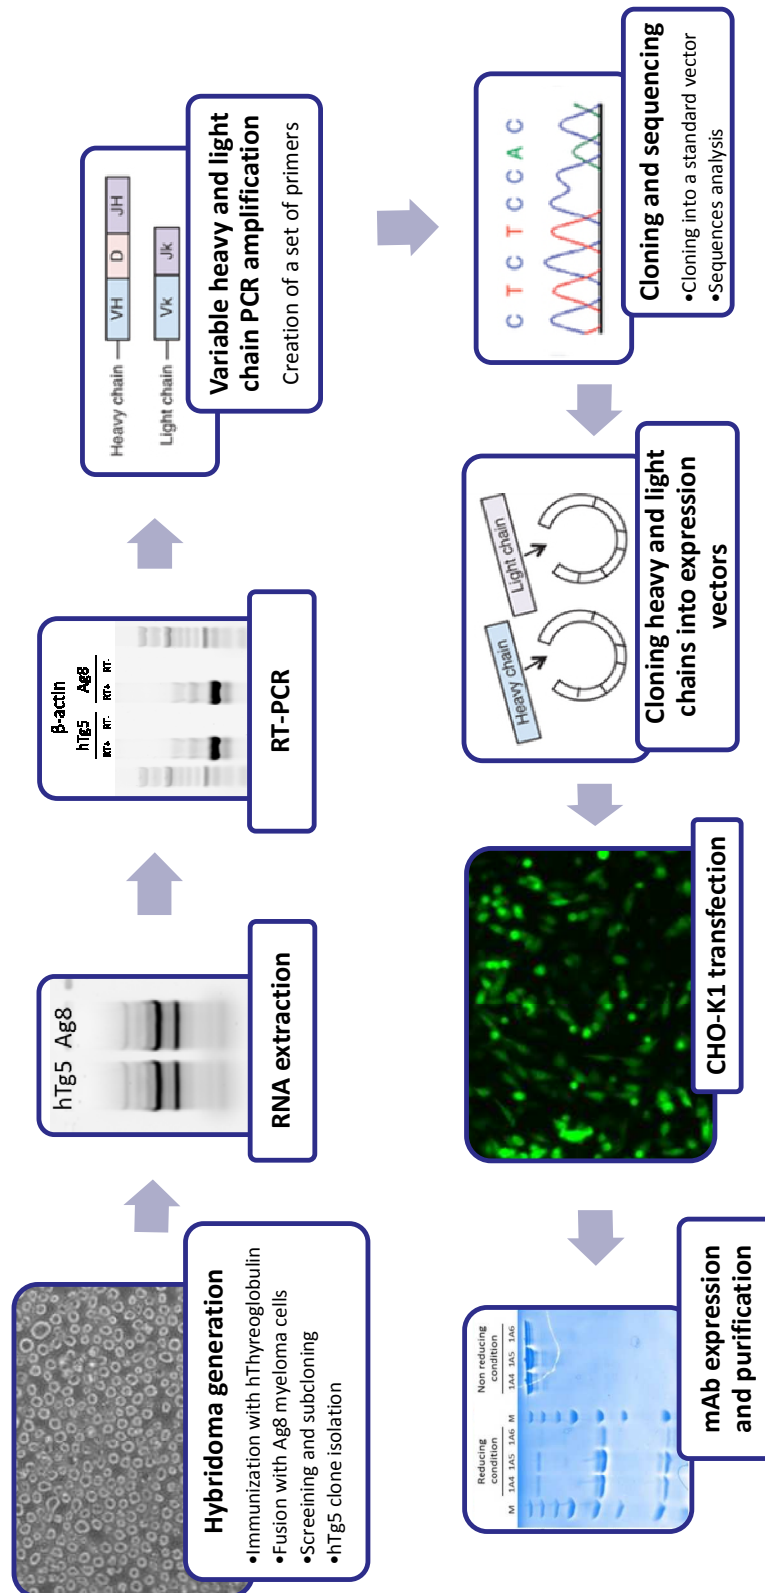 Hybridoma generation
•Immunization with hThyreoglobulin
•Fusion with Ag8 myeloma cells
•Screeining and subcloning
•hTg5 clone isolation
hTg5 Ag8
RNA extraction
β-actin
hTg5 Ag8
RT+ RT- RT+ RT-
RT-PCR
Heavy chain VH D JH
Light chain Vk Jk
Variable heavy and light
chain PCR amplification
Creation of a set of primers
C T C T C C A C
Cloning and sequencing
•Cloning into a standard vector
•Sequences analysis
Heavy chain
Light chain
Cloning heavy and light
chains into expression
vectors
CHO-K1 transfection
Reducing
condition
Non reducing
condition
M 1A4 1A5 1A6 M 1A4 1A5 1A6
mAb expression
and purification